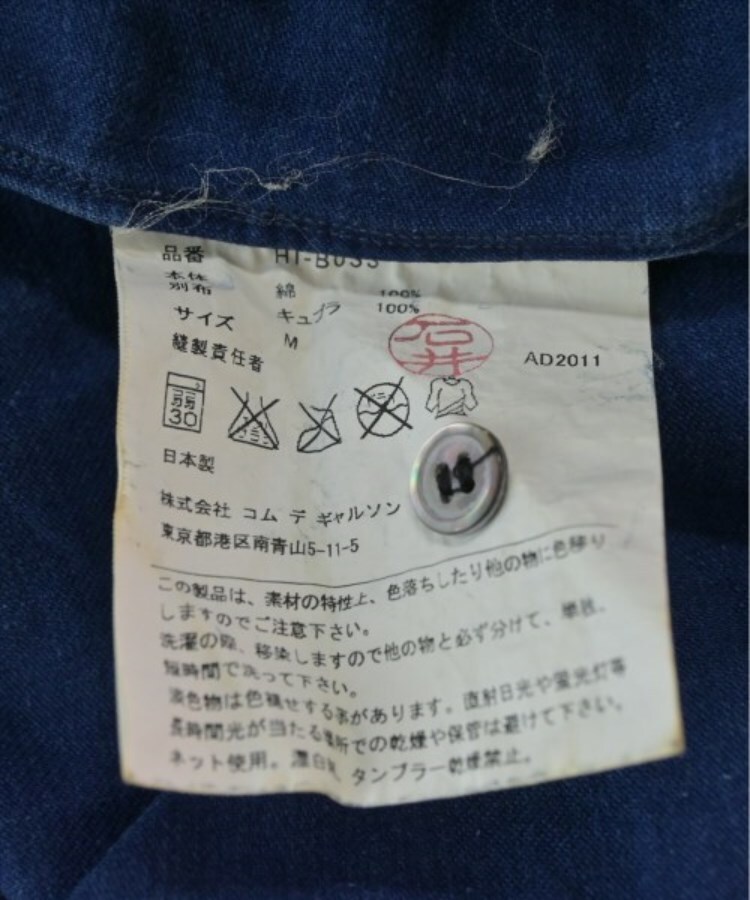 品番 HI-B033
本体 綿 100%
別布 キュプラ 100%
サイズ M
縫製責任者 石井 AD2011
弱 30
日本製
株式会社 コム デ ギャルソン
東京都港区南青山5-11-5
この製品は、素材の特性上、色落ちしたり他の物に色移り
しますのでご注意下さい。
洗濯の際、移染しますので他の物と必ず分けて、単独、
短時間で洗って下さい。
淡色物は色褪せする事があります。直射日光や蛍光灯等
長時間光が当たる場所での乾燥や保管は避けて下さい。
ネット使用。漂白剤、タンブラー乾燥禁止。